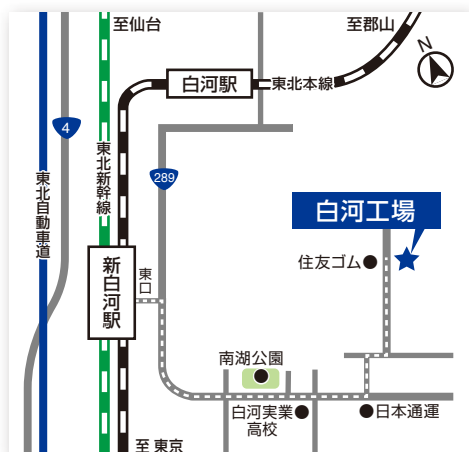 至仙台
至郡山
N
白河駅
東北本線
4
東北新幹線
289
東北自動車道
白河工場
新白河駅
東口
住友ゴム
南湖公園
白河実業
高校
日本通運
至 東京